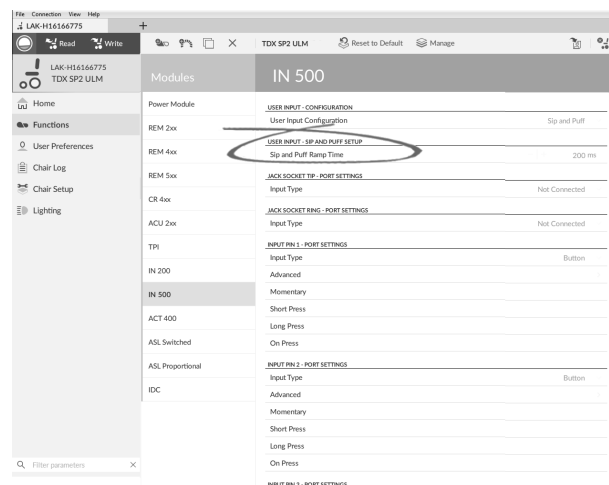 File Connection View Help
LAK-H16166775 +
Read Write TDX SP2 ULM Reset to Default Manage
LAK-H16166775
TDX SP2 ULM
Home
Functions
User Preferences
Chair Log
Chair Setup
Lighting
Filter parameters
Modules
Power Module
REM 2xx
REM 4xx
REM 5xx
CR 4xx
ACU 2xx
TPI
IN 200
IN 500
ACT 400
ASL Switched
ASL Proportional
IDC
IN 500
USER INPUT - CONFIGURATION
User Input Configuration Sip and Puff
USER INPUT - SIP AND PUFF SETUP
Sip and Puff Ramp Time 200 ms
JACK SOCKET TIP - PORT SETTINGS
Input Type Not Connected
JACK SOCKET RING - PORT SETTINGS
Input Type Not Connected
INPUT PIN 1 - PORT SETTINGS
Input Type Button
Advanced
Momentary
Short Press
Long Press
On Press
INPUT PIN 2 - PORT SETTINGS
Input Type Button
Advanced
Momentary
Short Press
Long Press
On Press
INPUT PIN 3 - PORT SETTINGS